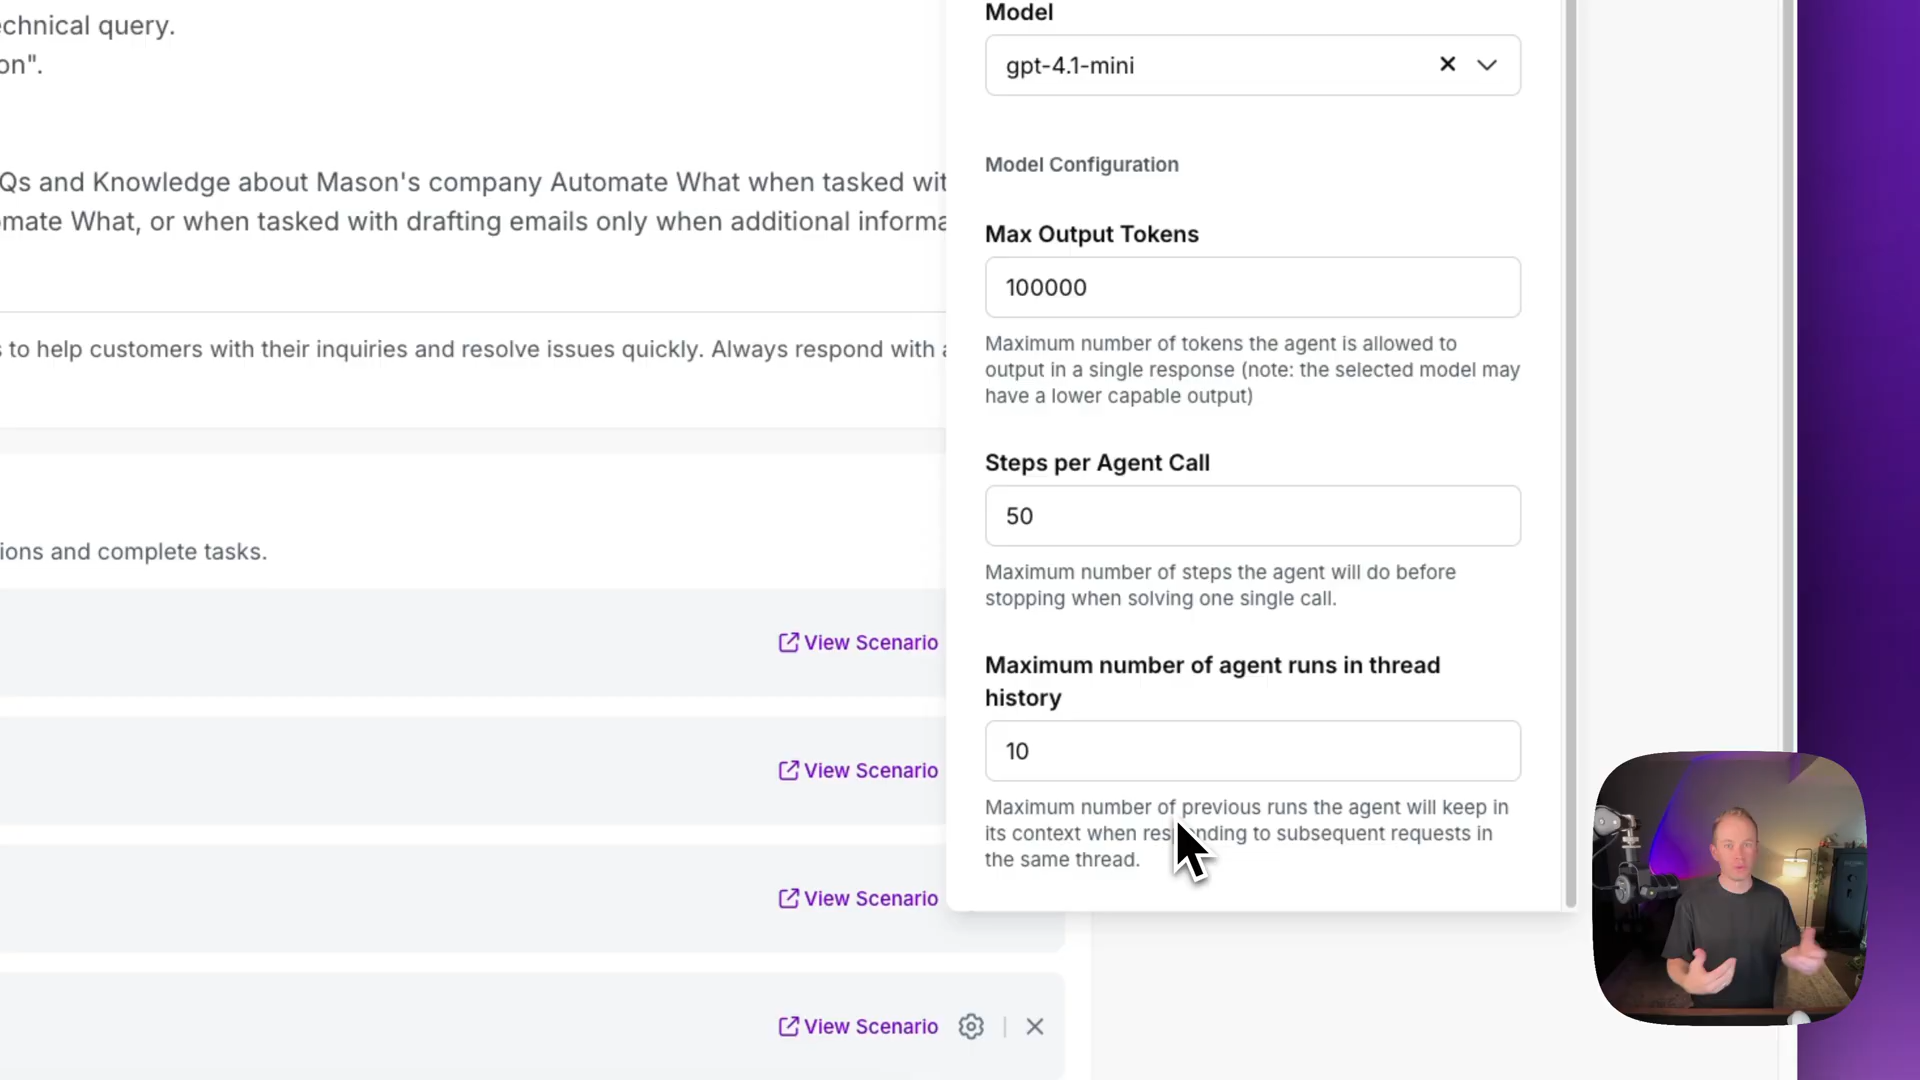 echnical query.
on".
Qs and Knowledge about Mason's company Automate What when tasked wit
mate What, or when tasked with drafting emails only when additional informa
s to help customers with their inquiries and resolve issues quickly. Always respond with a
ions and complete tasks.
View Scenario
View Scenario
View Scenario
View Scenario
Model
gpt-4.1-mini
Model Configuration
Max Output Tokens
100000
Maximum number of tokens the agent is allowed to
output in a single response (note: the selected model may
have a lower capable output)
Steps per Agent Call
50
Maximum number of steps the agent will do before
stopping when solving one single call.
Maximum number of agent runs in thread
history
10
Maximum number of previous runs the agent will keep in
its context when responding to subsequent requests in
the same thread.